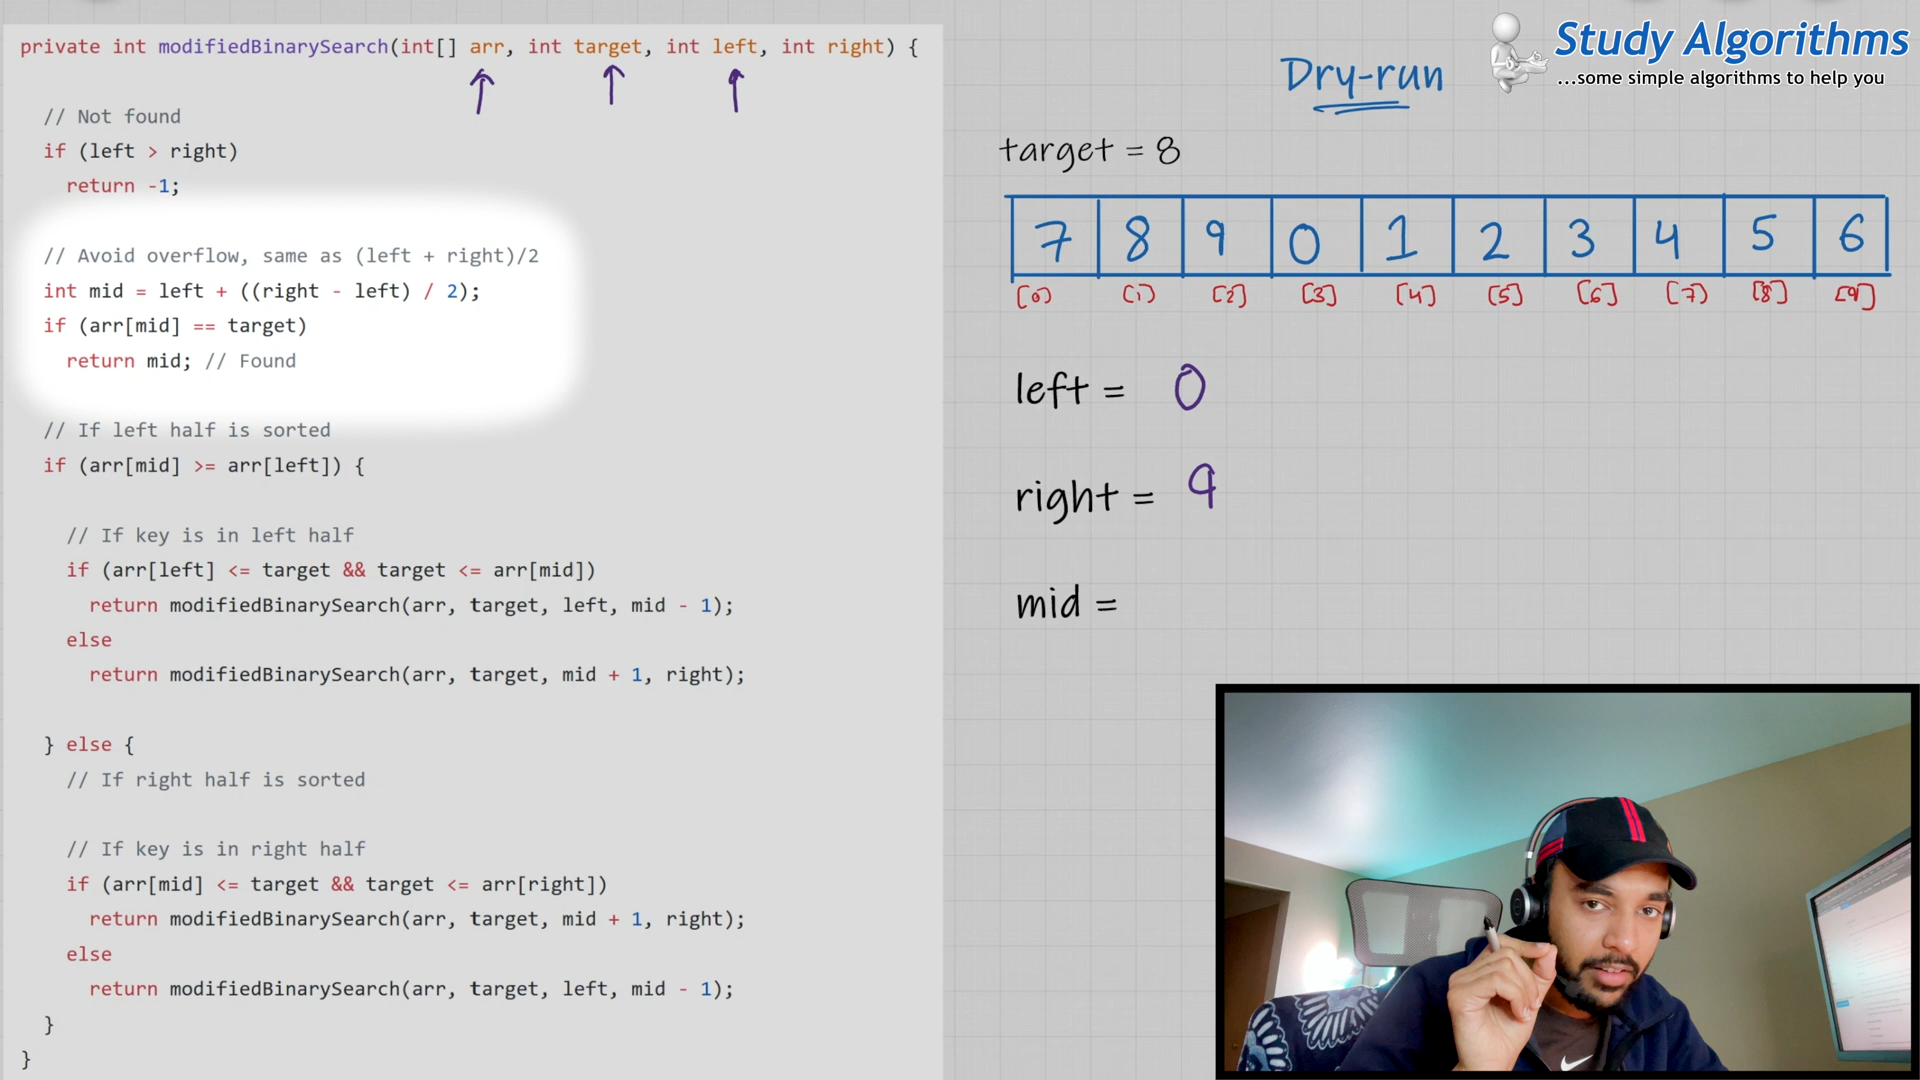 private int modifiedBinarySearch(int[] arr, int target, int left, int right) {
// Not found
if (left > right)
return -1;
// Avoid overflow, same as (left + right)/2
int mid = left + ((right - left) / 2);
if (arr[mid] == target)
return mid; // Found
// If left half is sorted
if (arr[mid] >= arr[left]) {
// If key is in left half
if (arr[left] <= target && target <= arr[mid])
return modifiedBinarySearch(arr, target, left, mid - 1);
else
return modifiedBinarySearch(arr, target, mid + 1, right);
} else {
// If right half is sorted
// If key is in right half
if (arr[mid] <= target && target <= arr[right])
return modifiedBinarySearch(arr, target, mid + 1, right);
else
return modifiedBinarySearch(arr, target, left, mid - 1);
}
}
Study Algorithms
...some simple algorithms to help you
Dry-run
target = 8
7 8 9 0 1 2 3 4 5 6
[0] [1] [2] [3] [4] [5] [6] [7] [8] [9]
left = 0
right = 9
mid =